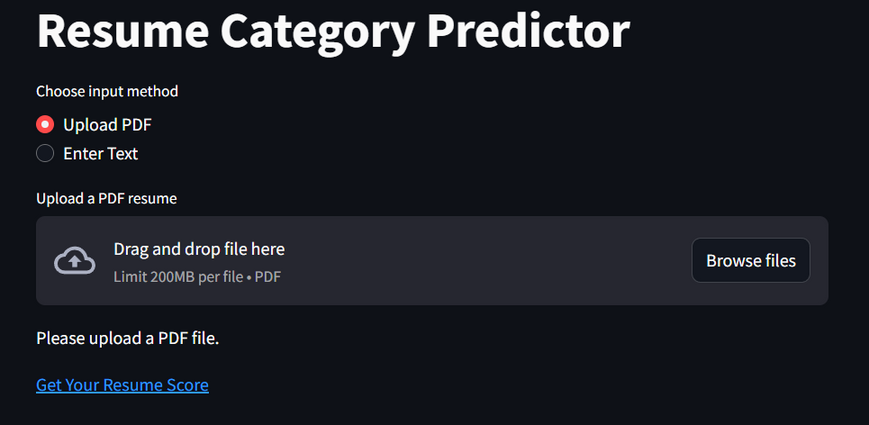 Resume Category Predictor
Choose input method
Upload PDF
Enter Text
Upload a PDF resume
Drag and drop file here
Limit 200MB per file • PDF
Browse files
Please upload a PDF file.
Get Your Resume Score